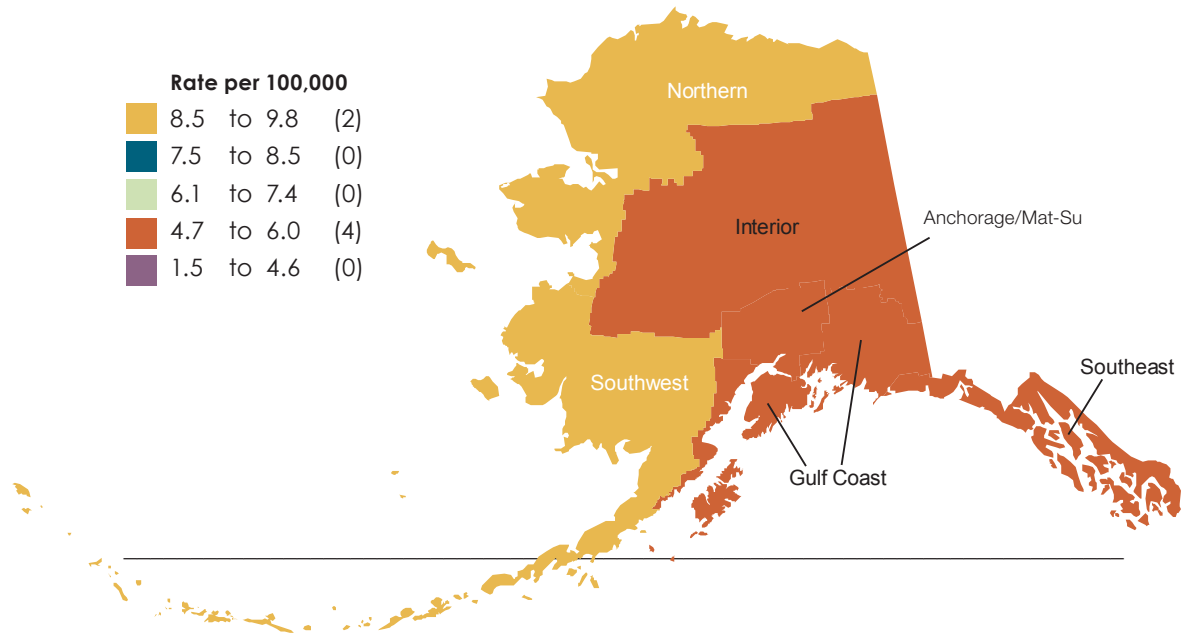 Rate per 100,000
8.5 to 9.8 (2)
7.5 to 8.5 (0)
6.1 to 7.4 (0)
4.7 to 6.0 (4)
1.5 to 4.6 (0)
Northern
Interior
Anchorage/Mat-Su
Southwest
Southeast
Gulf Coast